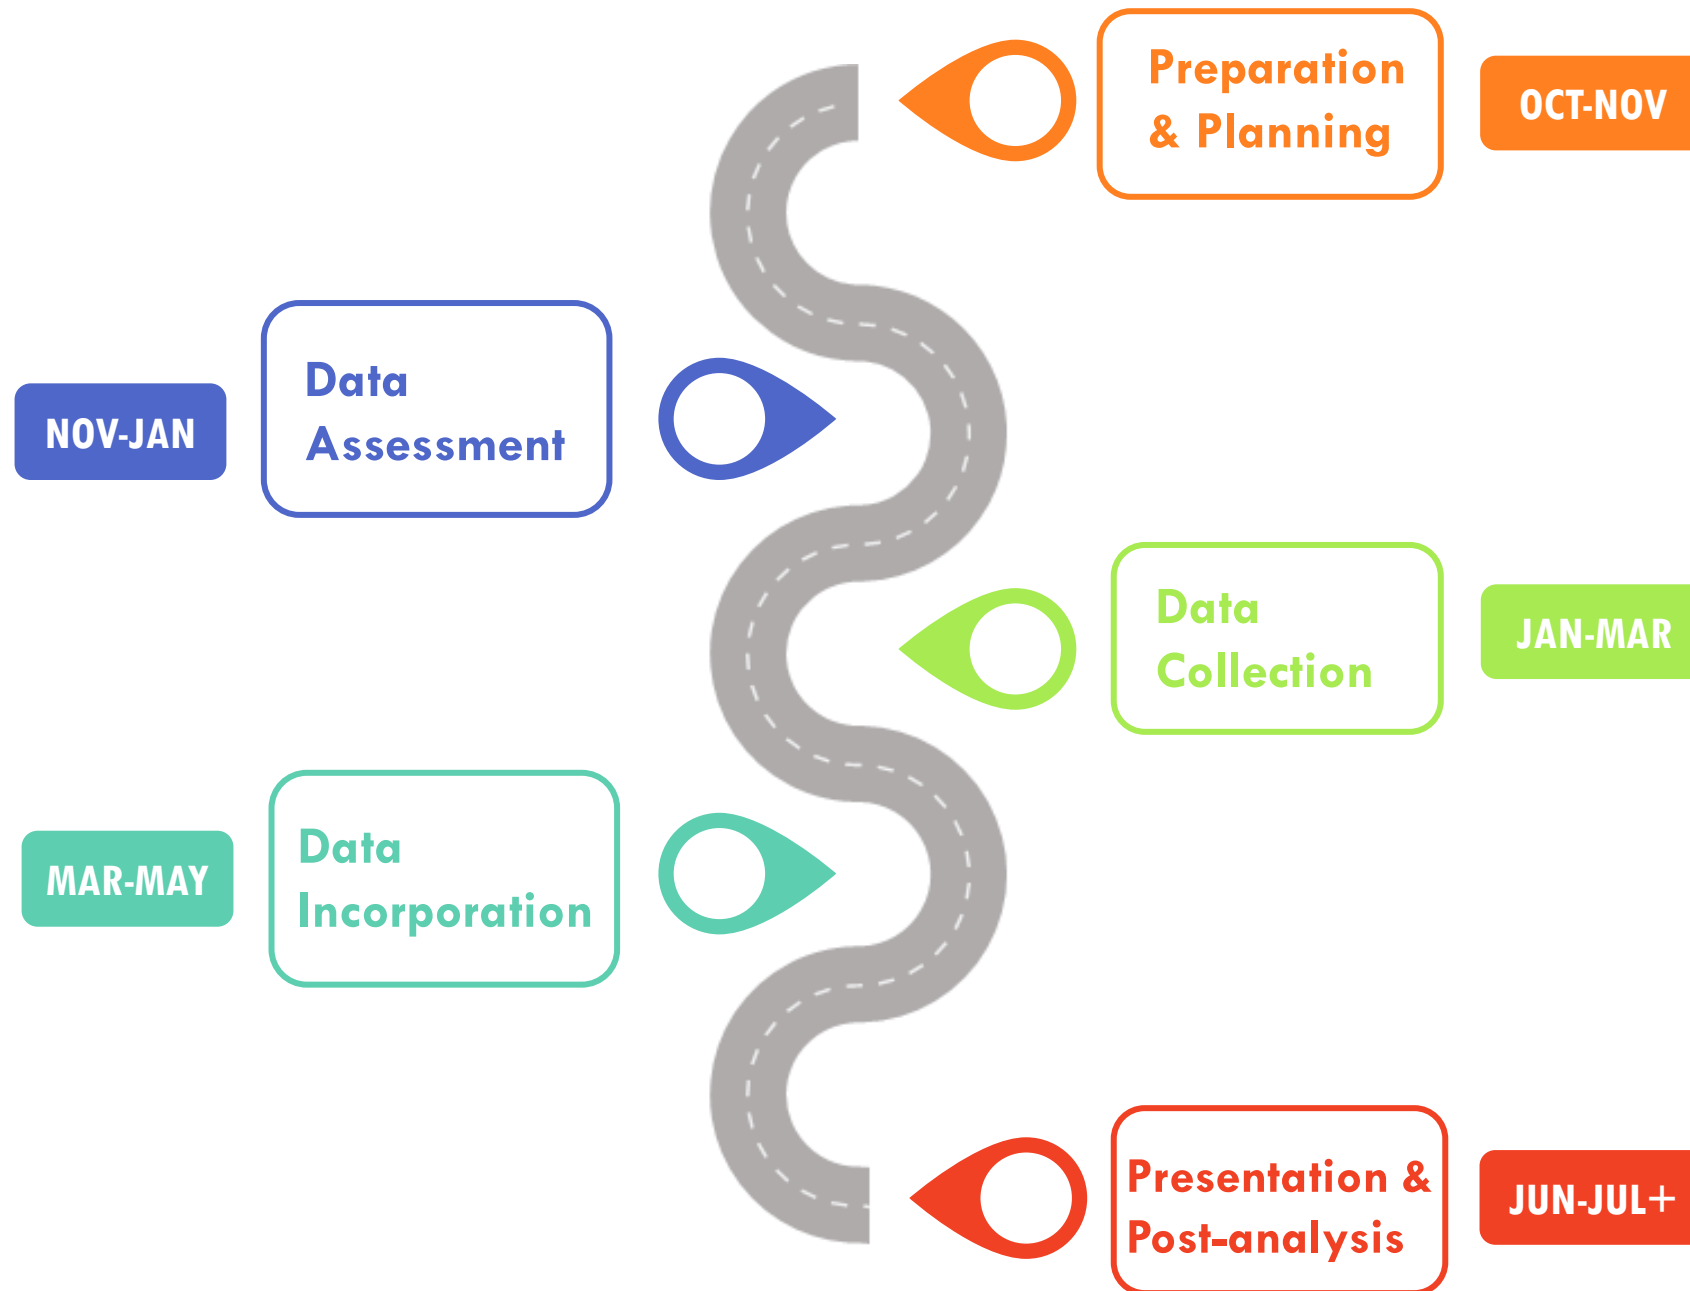 Preparation
& Planning
OCT-NOV
NOV-JAN
Data
Assessment
Data
Collection
JAN-MAR
MAR-MAY
Data
Incorporation
Presentation &
Post-analysis
JUN-JUL+